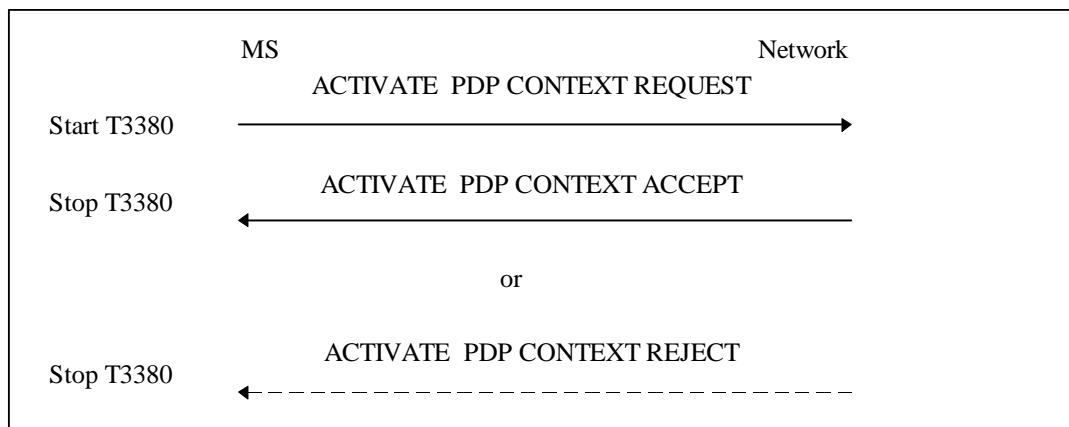 MS Network
ACTIVATE PDP CONTEXT REQUEST
Start T3380
ACTIVATE PDP CONTEXT ACCEPT
Stop T3380
or
ACTIVATE PDP CONTEXT REJECT
Stop T3380